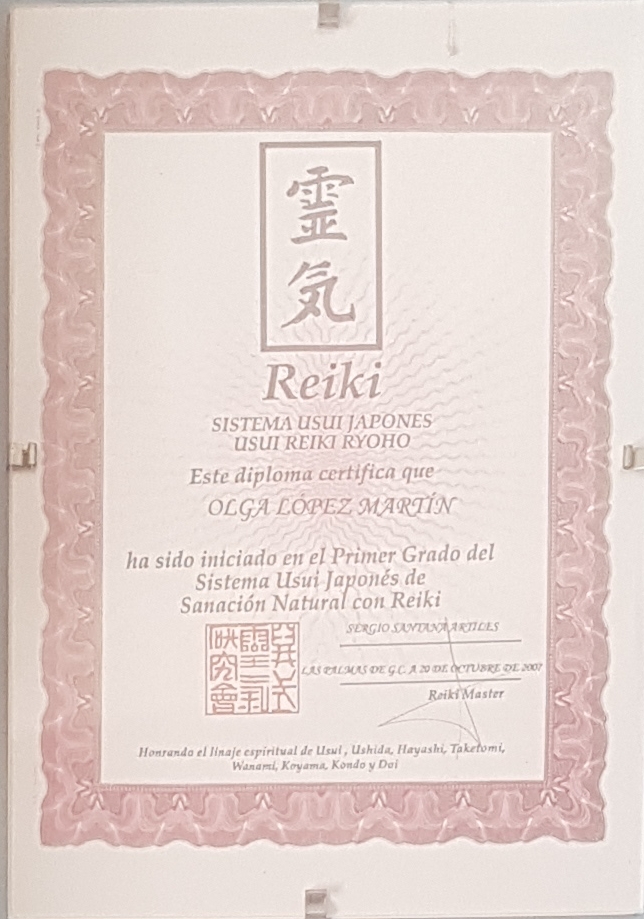 靈
気
Reiki
SISTEMA USUI JAPONES
USUI REIKI RYOHO
Este diploma certifica que
OLGA LÓPEZ MARTÍN
ha sido iniciado en el Primer Grado del
Sistema Usui Japonés de
Sanación Natural con Reiki
SERGIO SANTANA ARTILES
LAS PALMAS DE G.C. A 20 DE OCTUBRE DE 2007
Reiki Master
Honrando el linaje espiritual de Usui , Ushida, Hayashi, Taketomi,
Wanami, Koyama, Kondo y Doi